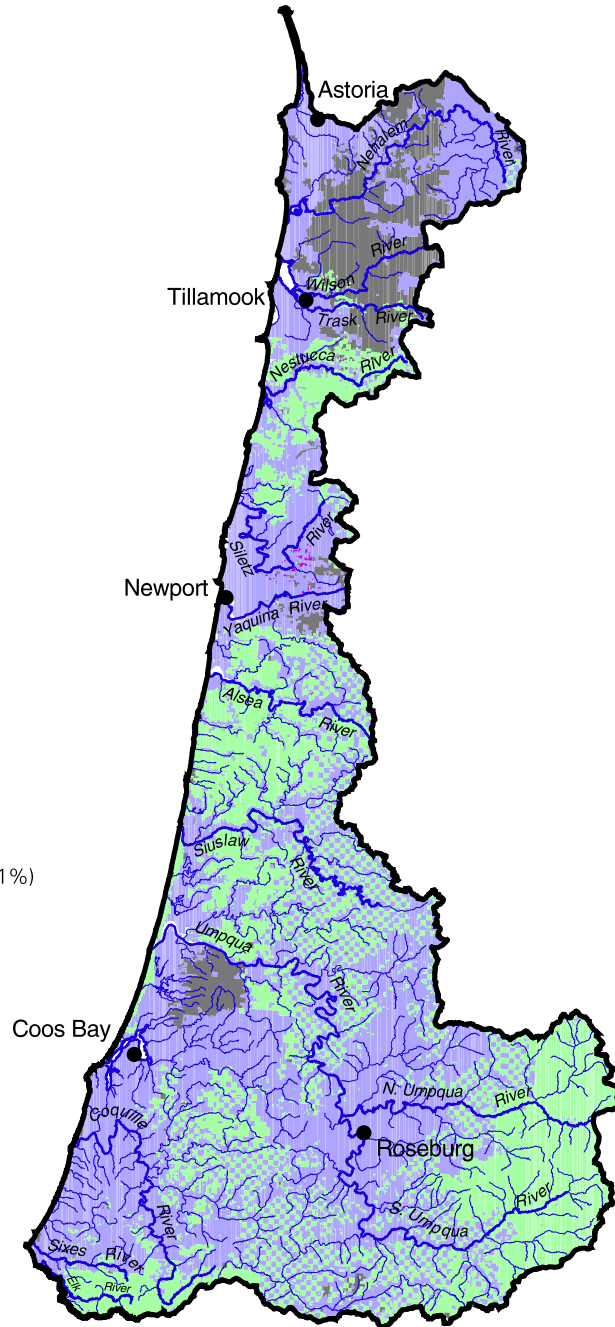 Astoria
Nehalem
River
River
Wilson
Tillamook
Trask River
Nestucca River
River
Siletz
Newport
Yaquina River
Alsea
River
Siuslaw
River
1%)
Umpqua
River
Coos Bay
N. Umpqua River
Coquille
Roseburg
River
S. Umpqua
River
Sixes River
Elk River